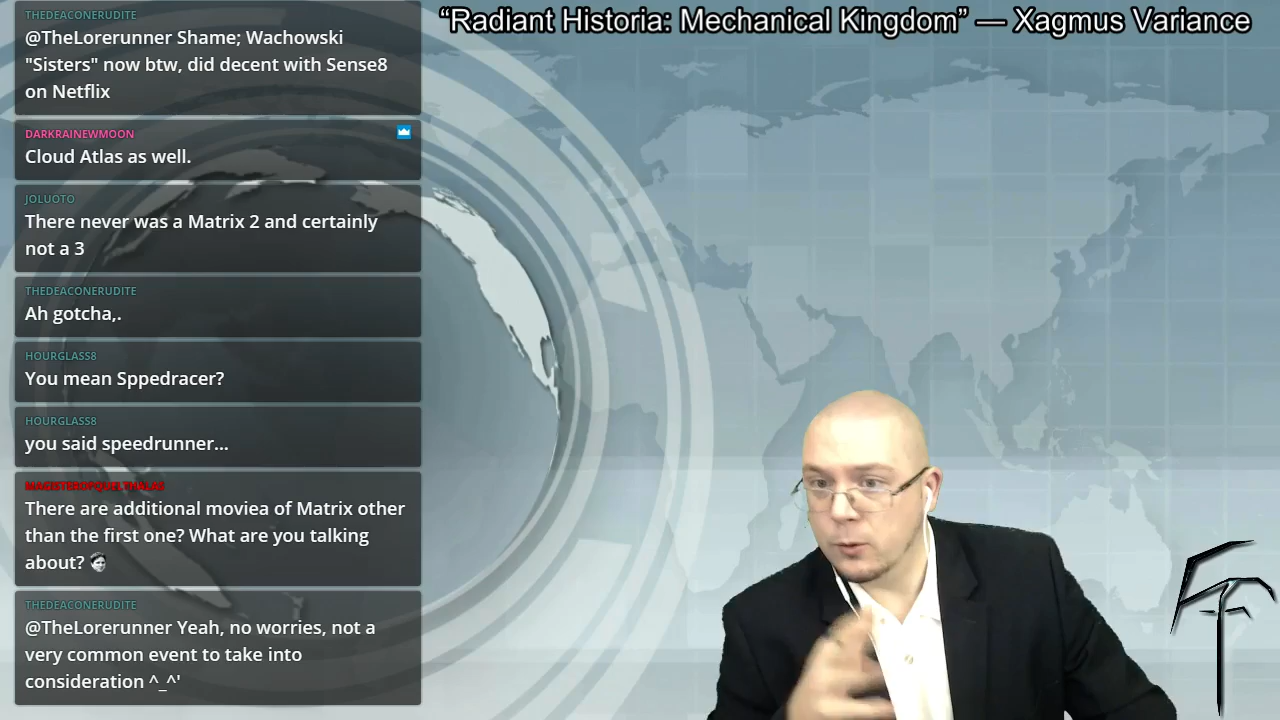 THEDEACONERUDITE
@TheLorerunner Shame; Wachowski
"Sisters" now btw, did decent with Sense8
on Netflix
DARKRAINEWMOON
Cloud Atlas as well.
JOLUOTO
There never was a Matrix 2 and certainly
not a 3
THEDEACONERUDITE
Ah gotcha,.
HOURGLASS8
You mean Sppedracer?
HOURGLASS8
you said speedrunner...
MAGISTEROFQUELTHALAS
There are additional moviea of Matrix other
than the first one? What are you talking
about?
THEDEACONERUDITE
@TheLorerunner Yeah, no worries, not a
very common event to take into
consideration ^_^'
“Radiant Historia: Mechanical Kingdom” — Xagmus Variance